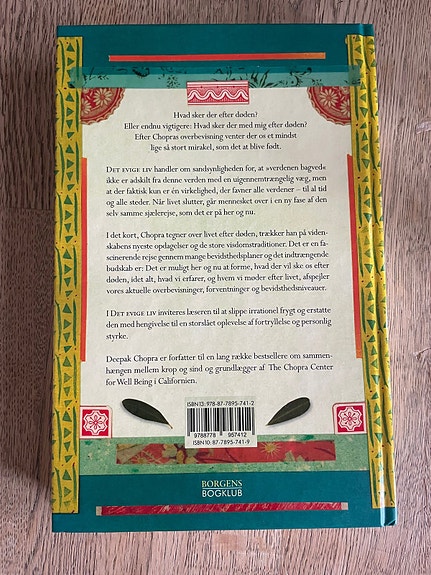 Hvad sker der efter døden?
Eller endnu vigtigere: Hvad sker der med mig efter døden?
Efter Chopras overbevisning venter der os et mindst
lige så stort mirakel, som det at blive født.
DET EVIGE LIV handler om sandsynligheden for, at »verdenen bagved«
ikke er adskilt fra denne verden med en uigennemtrængelig væg, men
at der faktisk kun er én virkelighed, der favner alle verdener – til al tid
og alle steder. Når livet slutter, går mennesket over i en ny fase af den
selv samme sjælerejse, som det er på her og nu.
I det kort, Chopra tegner over livet efter døden, trækker han på viden-
skabens nyeste opdagelser og de store visdomstraditioner. Det er en fa-
scinerende rejse gennem mange bevidsthedsplaner og det indtrængende
budskab er: Det er muligt her og nu at forme, hvad der vil ske os efter
døden, idet alt, hvad vi erfarer, og hvem vi møder efter livet, afspejler
vores aktuelle overbevisninger, forventninger og bevidsthedsniveauer.
I DET EVIGE LIV inviteres læseren til at slippe irrationel frygt og erstatte
den med hengivelse til en storslået oplevelse af fortryllelse og personlig
styrke.
Deepak Chopra er forfatter til en lang række bestsellere om sammen-
hængen mellem krop og sind og grundlægger af The Chopra Center
for Well Being i Californien.
ISBN13: 978-87-7895-741-2
9788778 957412
ISBN10: 87-7895-741-9
BORGENS
BOGKLUB